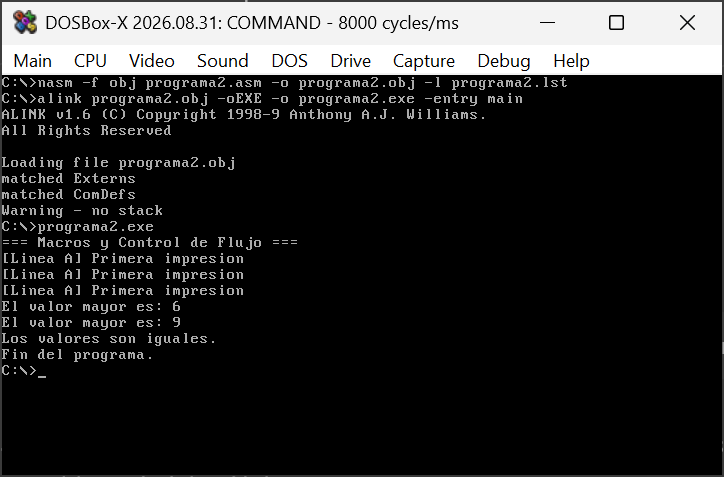 DOSBox-X 2026.08.31: COMMAND - 8000 cycles/ms
Main CPU Video Sound DOS Drive Capture Debug Help
C:\>nasm -f obj programa2.asm -o programa2.obj -l programa2.lst
C:\>alink programa2.obj -oEXE -o programa2.exe -entry main
ALINK v1.6 (C) Copyright 1998-9 Anthony A.J. Williams.
All Rights Reserved
Loading file programa2.obj
matched Externs
matched ComDefs
Warning - no stack
C:\>programa2.exe
=== Macros y Control de Flujo ===
[Linea A] Primera impresion
[Linea A] Primera impresion
[Linea A] Primera impresion
El valor mayor es: 6
El valor mayor es: 9
Los valores son iguales.
Fin del programa.
C:\>_